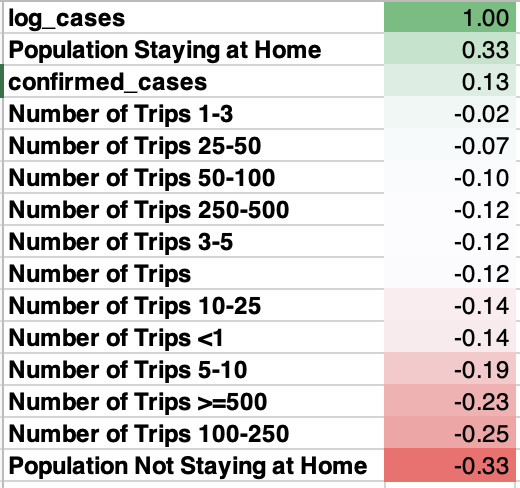 log_cases 1.00
Population Staying at Home 0.33
confirmed_cases 0.13
Number of Trips 1-3 -0.02
Number of Trips 25-50 -0.07
Number of Trips 50-100 -0.10
Number of Trips 250-500 -0.12
Number of Trips 3-5 -0.12
Number of Trips -0.12
Number of Trips 10-25 -0.14
Number of Trips <1 -0.14
Number of Trips 5-10 -0.19
Number of Trips >=500 -0.23
Number of Trips 100-250 -0.25
Population Not Staying at Home -0.33